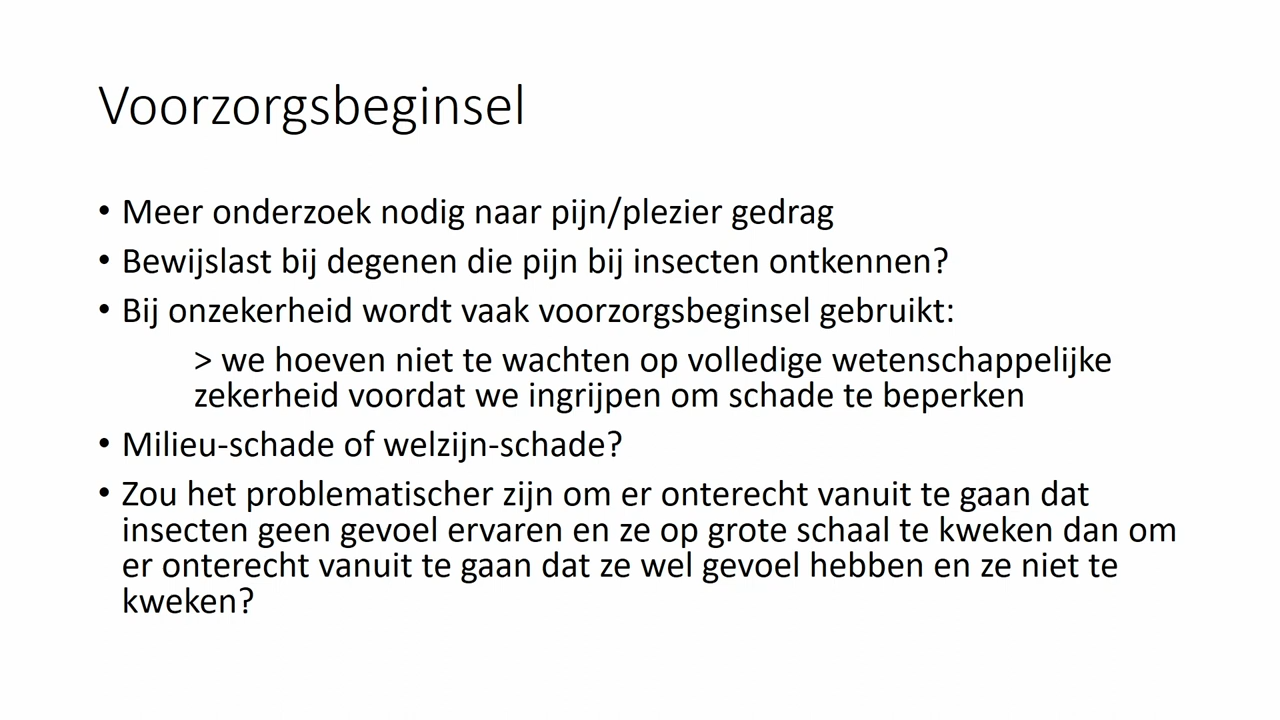 Voorzorgsbeginsel
• Meer onderzoek nodig naar pijn/plezier gedrag
• Bewijslast bij degenen die pijn bij insecten ontkennen?
• Bij onzekerheid wordt vaak voorzorgsbeginsel gebruikt:
> we hoeven niet te wachten op volledige wetenschappelijke
zekerheid voordat we ingrijpen om schade te beperken
• Milieu-schade of welzijn-schade?
• Zou het problematischer zijn om er onterecht vanuit te gaan dat
insecten geen gevoel ervaren en ze op grote schaal te kweken dan om
er onterecht vanuit te gaan dat ze wel gevoel hebben en ze niet te
kweken?